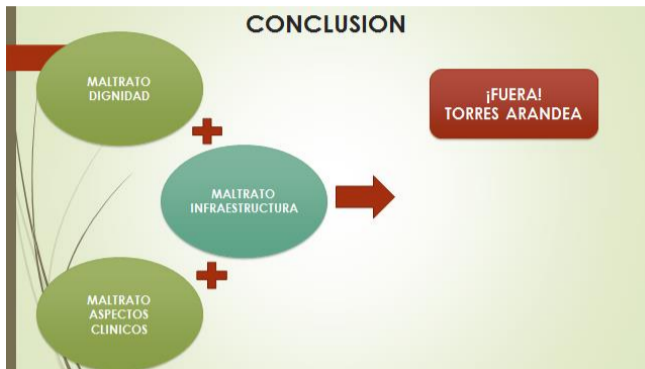 CONCLUSION
MALTRATO
DIGNIDAD
¡FUERA!
TORRES ARANDEA
MALTRATO
INFRAESTRUCTURA
MALTRATO
ASPECTOS
CLINICOS